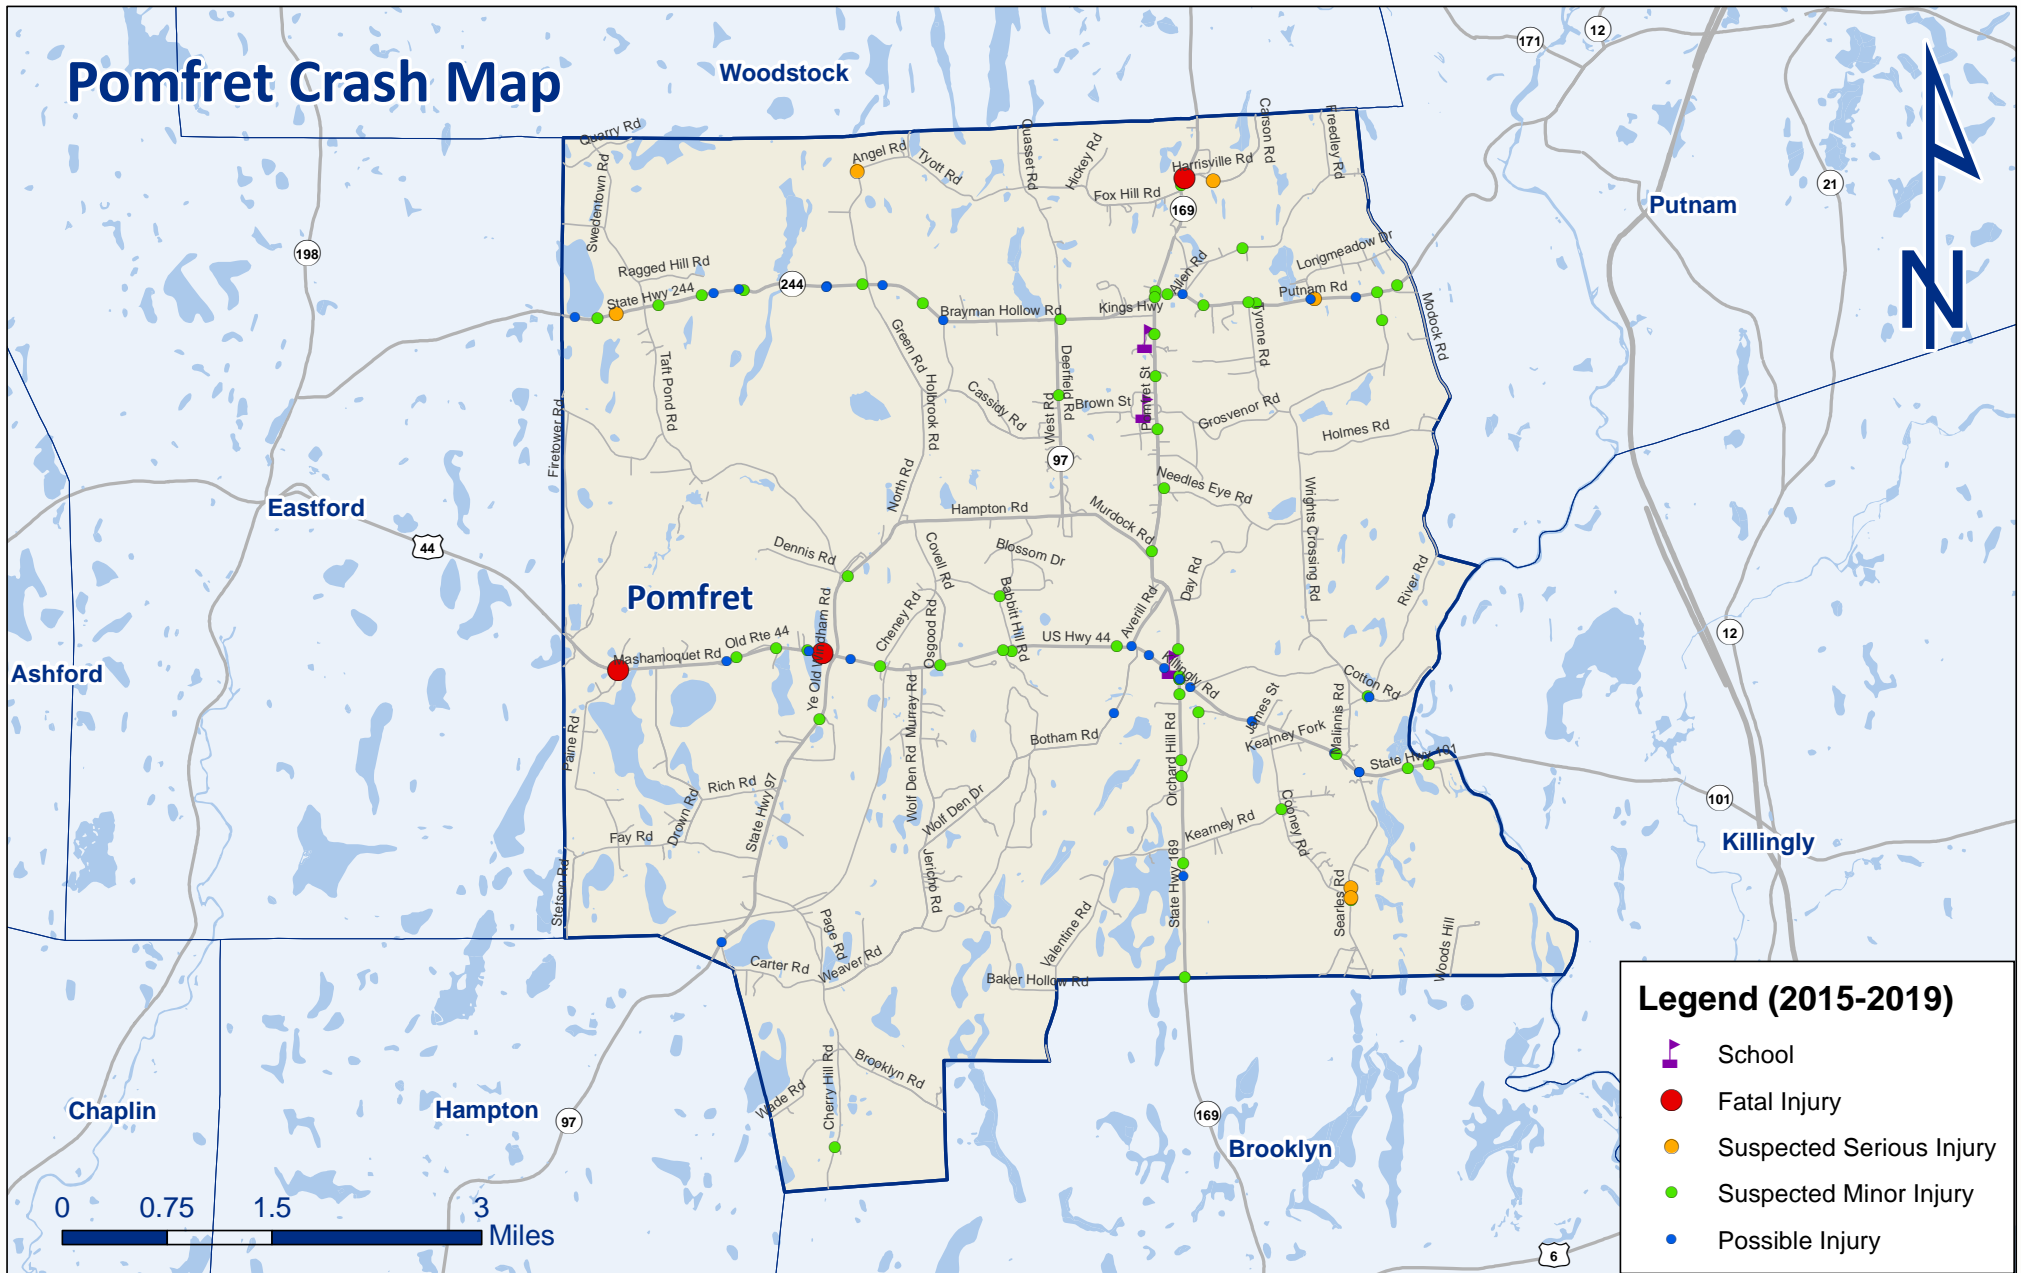 Pomfret Crash Map
Woodstock
171
12
Quarry Rd
Angel Rd
Tyott Rd
Quasset Rd
Hickey Rd
Harrisville Rd
Carson Rd
Freedley Rd
Fox Hill Rd
169
21
Putnam
Swedentown Rd
198
Ragged Hill Rd
State Hwy 244
244
Allen Rd
Longmeadow Dr
Putnam Rd
Kings Hwy
Brayman Hollow Rd
Modock Rd
N
Green Rd
Tyrone Rd
Taft Pond Rd
Deerfield Rd
Holbrook Rd
Cassidy Rd
West Rd
Brown St
Pomfret St
Grosvenor Rd
Holmes Rd
Firetower Rd
97
North Rd
Needles Eye Rd
Hampton Rd
Murdock Rd
Wrights Crossing Rd
Eastford
44
Dennis Rd
Covell Rd
Blossom Dr
Day Rd
River Rd
Pomfret
Babbitt Hill Rd
Averill Rd
Cheney Rd
Osgood Rd
US Hwy 44
12
Old Rte 44
Mashamoquet Rd
Ye Old Windham Rd
Killingly Rd
Ashford
Cotton Rd
Murray Rd
James St
Malinnis Rd
Paine Rd
Botham Rd
Orchard Hill Rd
Kearney Fork
State Hwy 101
Wolf Den Rd
Rich Rd
State Hwy 97
Drown Rd
Wolf Den Dr
Cooney Rd
101
Fay Rd
Kearney Rd
Killingly
Jericho Rd
State Hwy 169
Stetson Rd
Searles Rd
Page Rd
Valentine Rd
Woods Hill
Carter Rd
Weaver Rd
Baker Hollow Rd
Brooklyn Rd
Wade Rd
Cherry Hill Rd
Chaplin
Hampton
97
169
Brooklyn
6
0 0.75 1.5 3
Miles
Legend (2015-2019)
School
Fatal Injury
Suspected Serious Injury
Suspected Minor Injury
Possible Injury